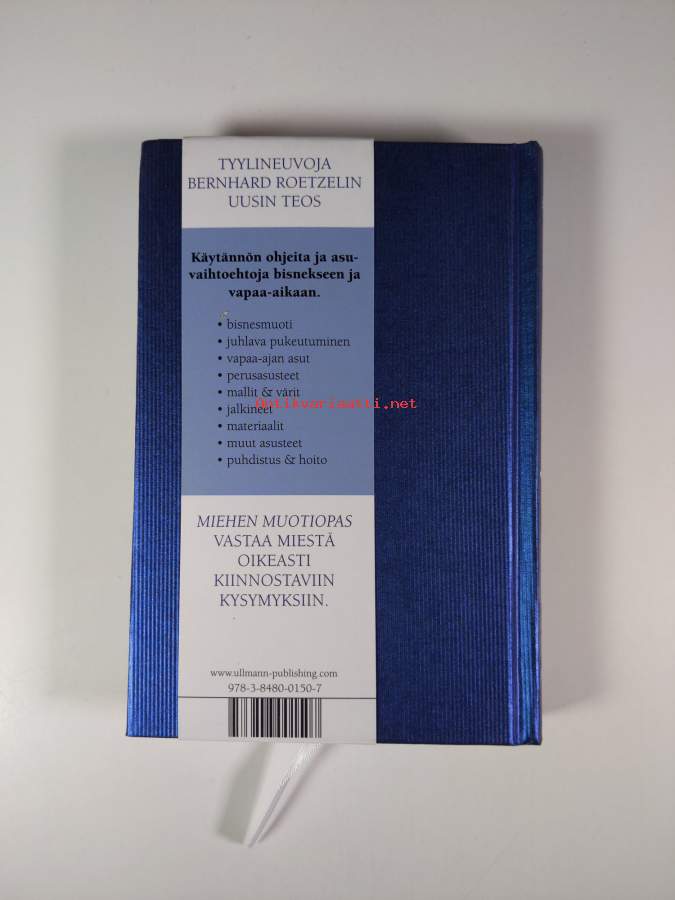 TYYLINEUVOJA
BERNHARD ROETZELIN
UUSIN TEOS
Käytännön ohjeita ja asu-
vaihtoehtoja bisnekseen ja
vapaa-aikaan.
• bisnesmuoti
• juhlava pukeutuminen
• vapaa-ajan asut
• perusasusteet
• mallit & värit
Antikvariaatti.net
• jalkineet
• materiaalit
• muut asusteet
• puhdistus & hoito
MIEHEN MUOTIOPAS
VASTAA MIESTÄ
OIKEASTI
KIINNOSTAVIIN
KYSYMYKSIIN.
www.ullmann-publishing.com
978-3-8480-0150-7